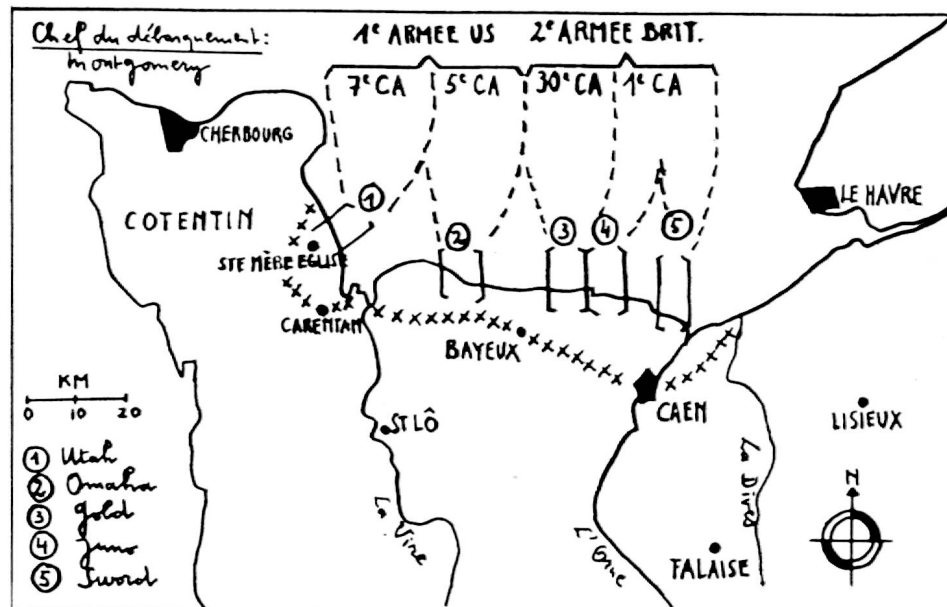 Chef du débarquement:
Montgomery
1e ARMEE US
2e ARMEE BRIT.
7e CA
5e CA
30e CA
1e CA
CHERBOURG
LE HAVRE
COTENTIN
1
2
3
4
5
STE MÈRE EGLISE
CARENTAN
BAYEUX
CAEN
ST LÔ
LISIEUX
KM
0 10 20
1 Utah
2 Omaha
3 Gold
4 Juno
5 Sword
La Vire
L'Orne
La Dives
FALAISE
N